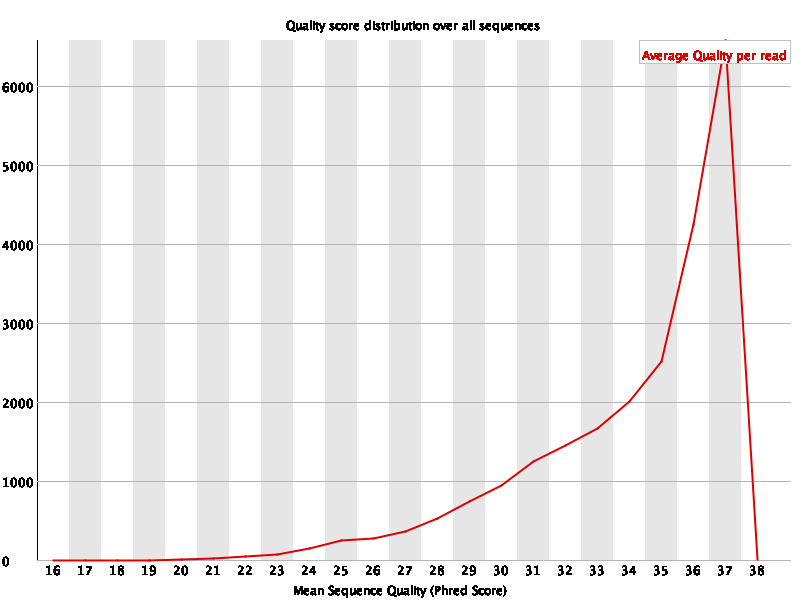 Quality score distribution over all sequences
Average Quality per read
6000
5000
4000
3000
2000
1000
0
16 17 18 19 20 21 22 23 24 25 26 27 28 29 30 31 32 33 34 35 36 37 38
Mean Sequence Quality (Phred Score)